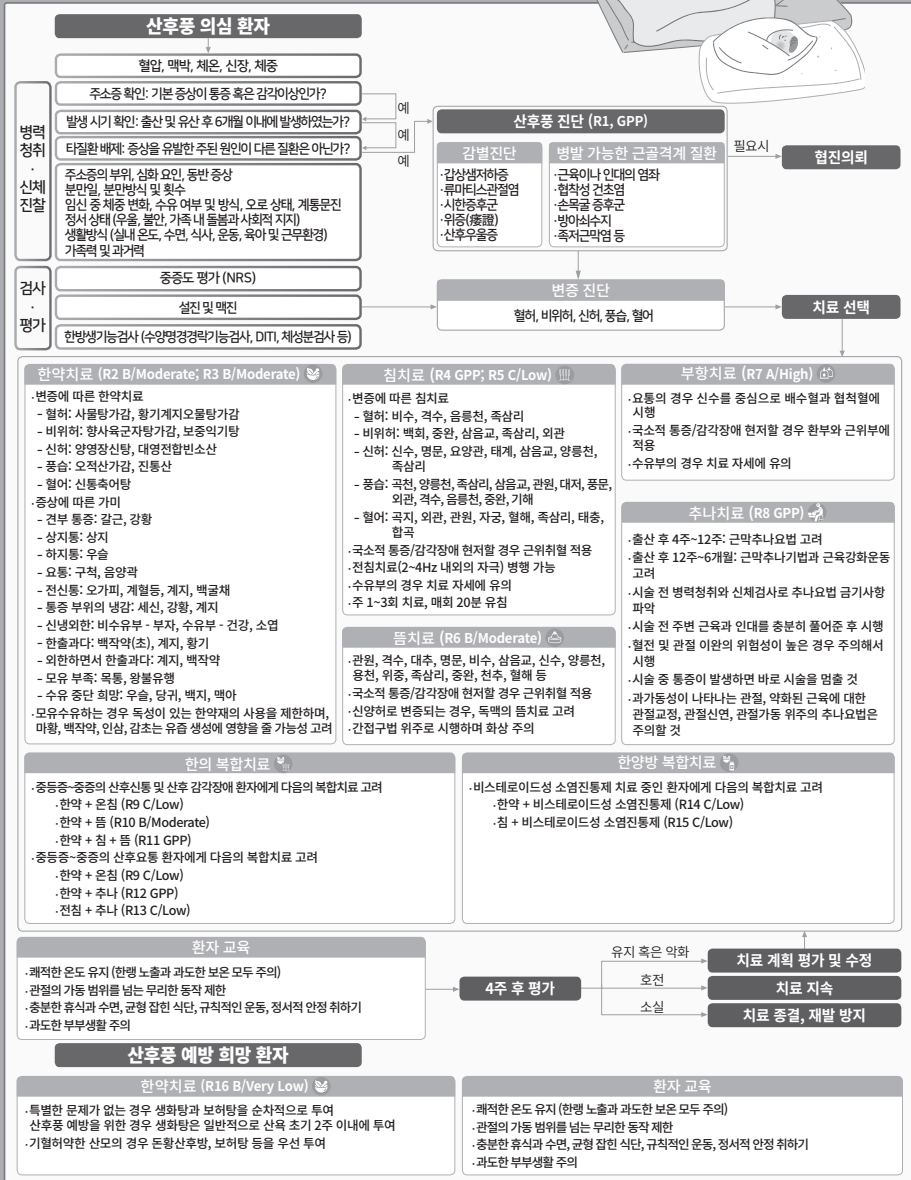 산후풍 의심 환자
혈압, 맥박, 체온, 신장, 체중
병력
청취
·
신체
진찰
주소증 확인: 기본 증상이 통증 혹은 감각이상인가?
예
발생 시기 확인: 출산 및 유산 후 6개월 이내에 발생하였는가?
예
타질환 배제: 증상을 유발한 주된 원인이 다른 질환은 아닌가?
예
주소증의 부위, 심화 요인, 동반 증상
분만일, 분만방식 및 횟수
임신 중 체중 변화, 수유 여부 및 방식, 오로 상태, 계통문진
정서 상태 (우울, 불안, 가족 내 돌봄과 사회적 지지)
생활방식 (실내 온도, 수면, 식사, 운동, 육아 및 근무환경)
가족력 및 과거력
산후풍 진단 (R1, GPP)
감별진단
·갑상샘저하증
·류마티스관절염
·시한증후군
·위증(痿證)
·산후우울증
병발 가능한 근골격계 질환
·근육이나 인대의 염좌
·협착성 건초염
·손목굴 증후군
·방아쇠수지
·족저근막염 등
필요시
협진의뢰
검사
·
평가
중증도 평가 (NRS)
설진 및 맥진
한방생기능검사 (수양명경경락기능검사, DITI, 체성분검사 등)
변증 진단
혈허, 비위허, 신허, 풍습, 혈어
치료 선택
한약치료 (R2 B/Moderate; R3 B/Moderate)
·변증에 따른 한약치료
- 혈허: 사물탕가감, 황기계지오물탕가감
- 비위허: 향사육군자탕가감, 보중익기탕
- 신허: 양영장신탕, 대영전합빈소산
- 풍습: 오적산가감, 진통산
- 혈어: 신통축어탕
·증상에 따른 가미
- 견부 통증: 갈근, 강황
- 상지통: 상지
- 하지통: 우슬
- 요통: 구척, 음양곽
- 전신통: 오가피, 계혈등, 계지, 백굴채
- 통증 부위의 냉감: 세신, 강황, 계지
- 신냉외한: 비수유부 - 부자, 수유부 - 건강, 소엽
- 한출과다: 백작약(초), 계지, 황기
- 외한하면서 한출과다: 계지, 백작약
- 모유 부족: 목통, 왕불유행
- 수유 중단 희망: 우슬, 당귀, 백지, 맥아
·모유수유하는 경우 독성이 있는 한약재의 사용을 제한하며,
마황, 백작약, 인삼, 감초는 유즙 생성에 영향을 줄 가능성 고려
침치료 (R4 GPP; R5 C/Low)
·변증에 따른 침치료
- 혈허: 비수, 격수, 음릉천, 족삼리
- 비위허: 백회, 중완, 삼음교, 족삼리, 외관
- 신허: 신수, 명문, 요양관, 태계, 삼음교, 양릉천,
족삼리
- 풍습: 곡천, 양릉천, 족삼리, 삼음교, 관원, 대저, 풍문,
외관, 격수, 음릉천, 중완, 기해
- 혈어: 곡지, 외관, 관원, 자궁, 혈해, 족삼리, 태충,
합곡
·국소적 통증/감각장애 현저할 경우 근위취혈 적용
·전침치료(2~4Hz 내외의 자극) 병행 가능
·수유부의 경우 치료 자세에 유의
·주 1~3회 치료, 매회 20분 유침
뜸치료 (R6 B/Moderate)
·관원, 격수, 대추, 명문, 비수, 삼음교, 신수, 양릉천,
용천, 위중, 족삼리, 중완, 천추, 혈해 등
·국소적 통증/감각장애 현저할 경우 근위취혈 적용
·신양허로 변증되는 경우, 독맥의 뜸치료 고려
·간접구법 위주로 시행하며 화상 주의
부항치료 (R7 A/High)
·요통의 경우 신수를 중심으로 배수혈과 협척혈에
시행
·국소적 통증/감각장애 현저할 경우 환부와 근위부에
적용
·수유부의 경우 치료 자세에 유의
추나치료 (R8 GPP)
·출산 후 4주~12주: 근막추나요법 고려
·출산 후 12주~6개월: 근막추나기법과 근육강화운동
고려
·시술 전 병력청취와 신체검사로 추나요법 금기사항
파악
·시술 전 주변 근육과 인대를 충분히 풀어준 후 시행
·혈전 및 관절 이완의 위험성이 높은 경우 주의해서
시행
·시술 중 통증이 발생하면 바로 시술을 멈출 것
·과가동성이 나타나는 관절, 약화된 근육에 대한
관절교정, 관절신연, 관절가동 위주의 추나요법은
주의할 것
한의 복합치료
·중등증~중증의 산후신통 및 산후 감각장애 환자에게 다음의 복합치료 고려
·한약 + 온침 (R9 C/Low)
·한약 + 뜸 (R10 B/Moderate)
·한약 + 침 + 뜸 (R11 GPP)
·중등증~중증의 산후요통 환자에게 다음의 복합치료 고려
·한약 + 온침 (R9 C/Low)
·한약 + 추나 (R12 GPP)
·전침 + 추나 (R13 C/Low)
한양방 복합치료
·비스테로이드성 소염진통제 치료 중인 환자에게 다음의 복합치료 고려
·한약 + 비스테로이드성 소염진통제 (R14 C/Low)
·침 + 비스테로이드성 소염진통제 (R15 C/Low)
환자 교육
·쾌적한 온도 유지 (한랭 노출과 과도한 보온 모두 주의)
·관절의 가동 범위를 넘는 무리한 동작 제한
·충분한 휴식과 수면, 균형 잡힌 식단, 규칙적인 운동, 정서적 안정 취하기
·과도한 부부생활 주의
4주 후 평가
유지 혹은 악화
치료 계획 평가 및 수정
호전
치료 지속
소실
치료 종결, 재발 방지
산후풍 예방 희망 환자
한약치료 (R16 B/Very Low)
·특별한 문제가 없는 경우 생화탕과 보허탕을 순차적으로 투여
산후풍 예방을 위한 경우 생화탕은 일반적으로 산욕 초기 2주 이내에 투여
·기혈허약한 산모의 경우 돈황산후방, 보허탕 등을 우선 투여
환자 교육
·쾌적한 온도 유지 (한랭 노출과 과도한 보온 모두 주의)
·관절의 가동 범위를 넘는 무리한 동작 제한
·충분한 휴식과 수면, 균형 잡힌 식단, 규칙적인 운동, 정서적 안정 취하기
·과도한 부부생활 주의